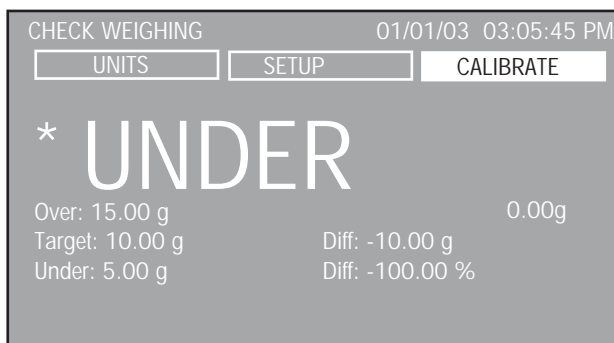 CHECK WEIGHING 01/01/03 03:05:45 PM
UNITS SETUP CALIBRATE
* UNDER
Over: 15.00 g 0.00g
Target: 10.00 g Diff: -10.00 g
Under: 5.00 g Diff: -100.00 %